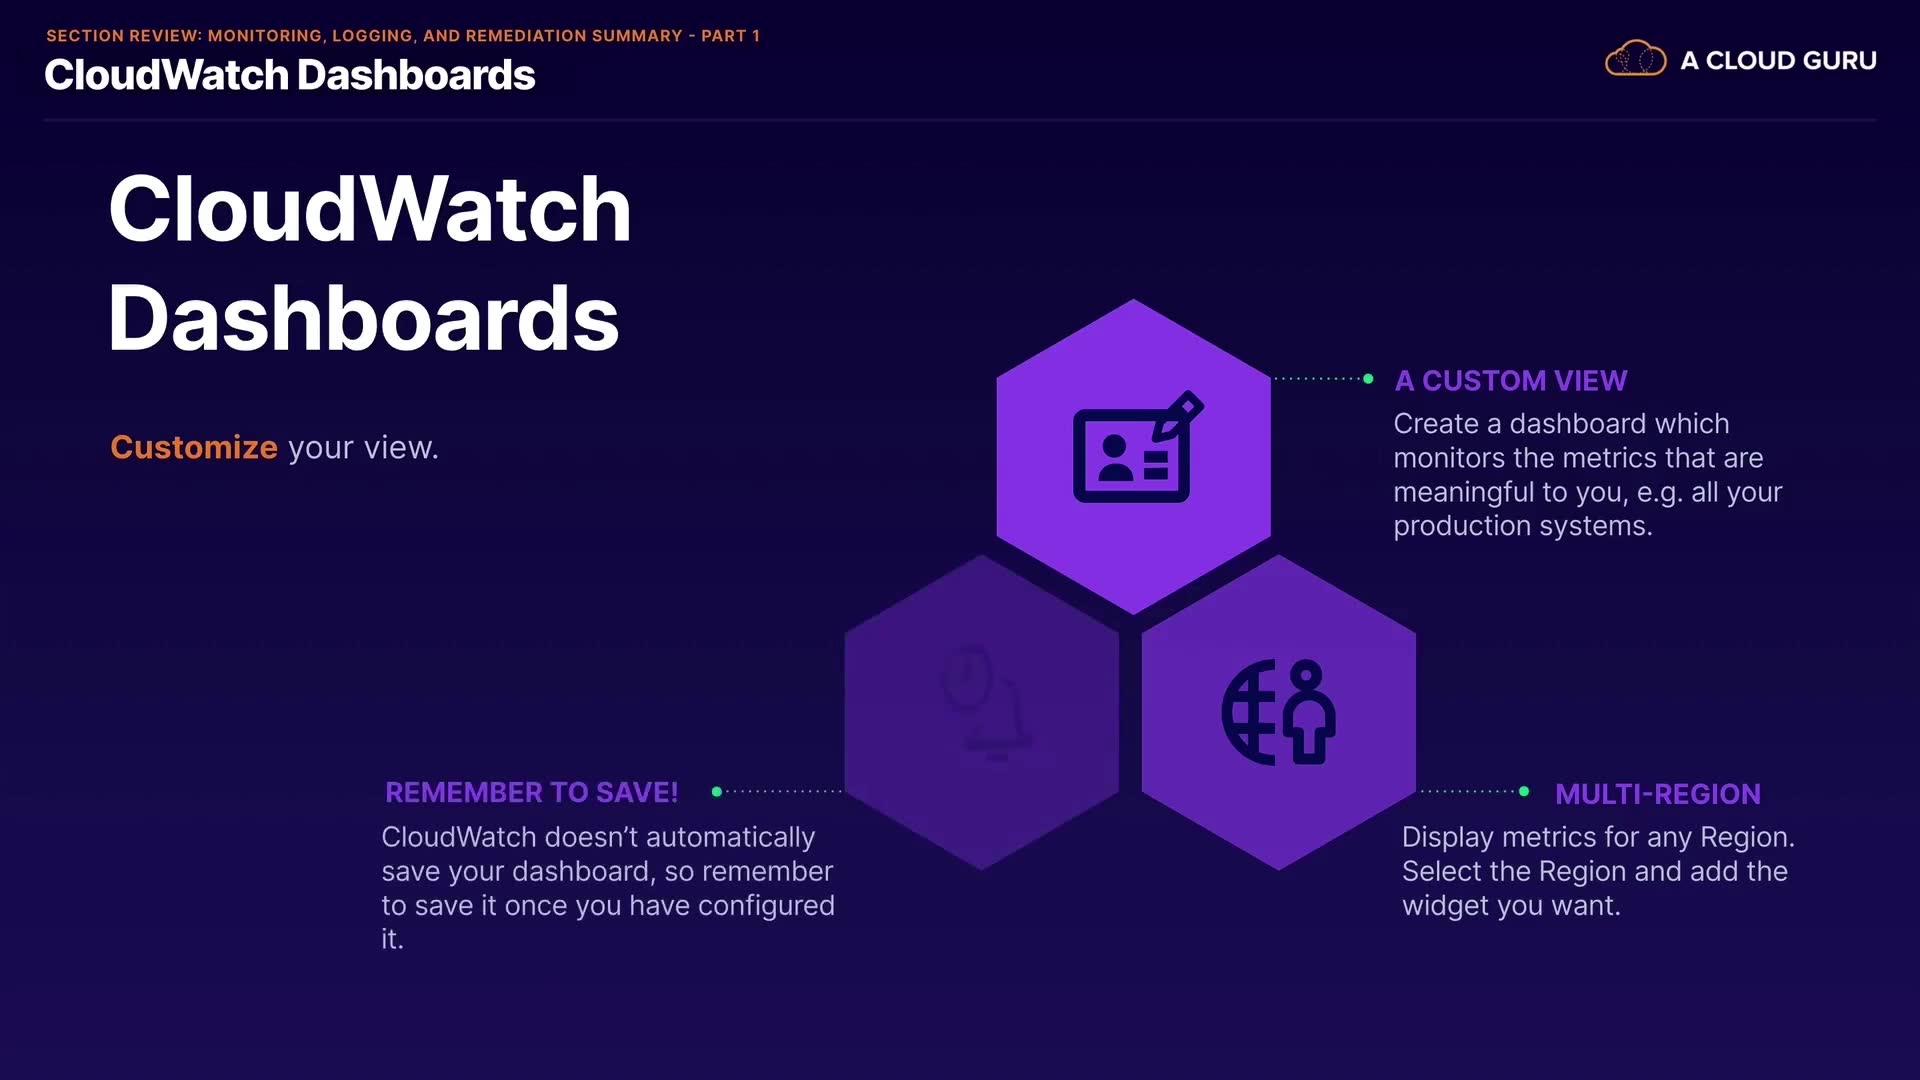 SECTION REVIEW: MONITORING, LOGGING, AND REMEDIATION SUMMARY - PART 1
CloudWatch Dashboards
A CLOUD GURU
CloudWatch
Dashboards
Customize your view.
A CUSTOM VIEW
Create a dashboard which
monitors the metrics that are
meaningful to you, e.g. all your
production systems.
REMEMBER TO SAVE!
CloudWatch doesn’t automatically
save your dashboard, so remember
to save it once you have configured
it.
MULTI-REGION
Display metrics for any Region.
Select the Region and add the
widget you want.